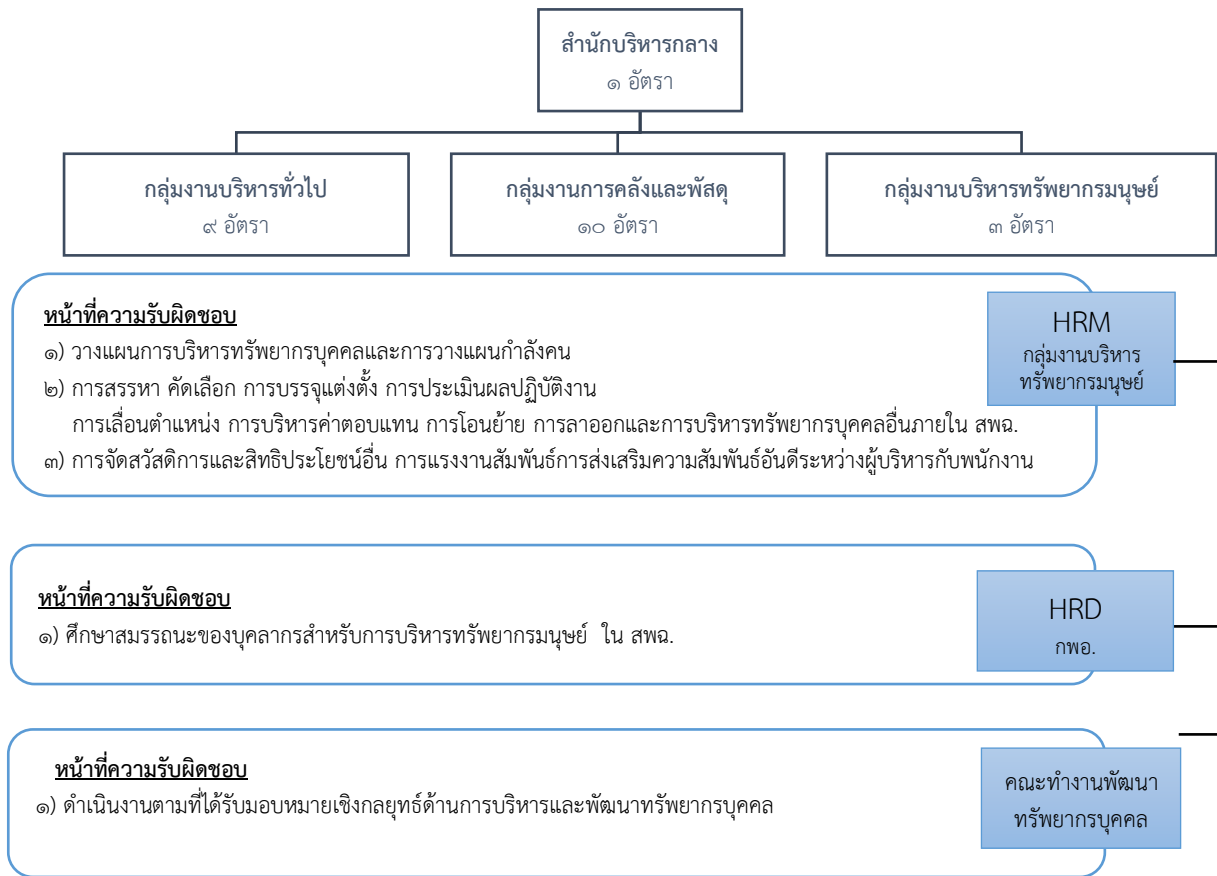 สำนักบริหารกลาง
๑ อัตรา
กลุ่มงานบริหารทั่วไป
๙ อัตรา
กลุ่มงานการคลังและพัสดุ
๑๐ อัตรา
กลุ่มงานบริหารทรัพยากรมนุษย์
๓ อัตรา
หน้าที่ความรับผิดชอบ
๑) วางแผนการบริหารทรัพยากรบุคคลและการวางแผนกำลังคน
๒) การสรรหา คัดเลือก การบรรจุแต่งตั้ง การประเมินผลปฏิบัติงาน
การเลื่อนตำแหน่ง การบริหารค่าตอบแทน การโอนย้าย การลาออกและการบริหารทรัพยากรบุคคลอื่นภายใน สพฉ.
๓) การจัดสวัสดิการและสิทธิประโยชน์อื่น การแรงงานสัมพันธ์การส่งเสริมความสัมพันธ์อันดีระหว่างผู้บริหารกับพนักงาน
HRM
กลุ่มงานบริหาร
ทรัพยากรมนุษย์
หน้าที่ความรับผิดชอบ
๑) ศึกษาสมรรถนะของบุคลากรสำหรับการบริหารทรัพยากรมนุษย์ ใน สพฉ.
HRD
กพอ.
หน้าที่ความรับผิดชอบ
๑) ดำเนินงานตามที่ได้รับมอบหมายเชิงกลยุทธ์ด้านการบริหารและพัฒนาทรัพยากรบุคคล
คณะทำงานพัฒนา
ทรัพยากรบุคคล